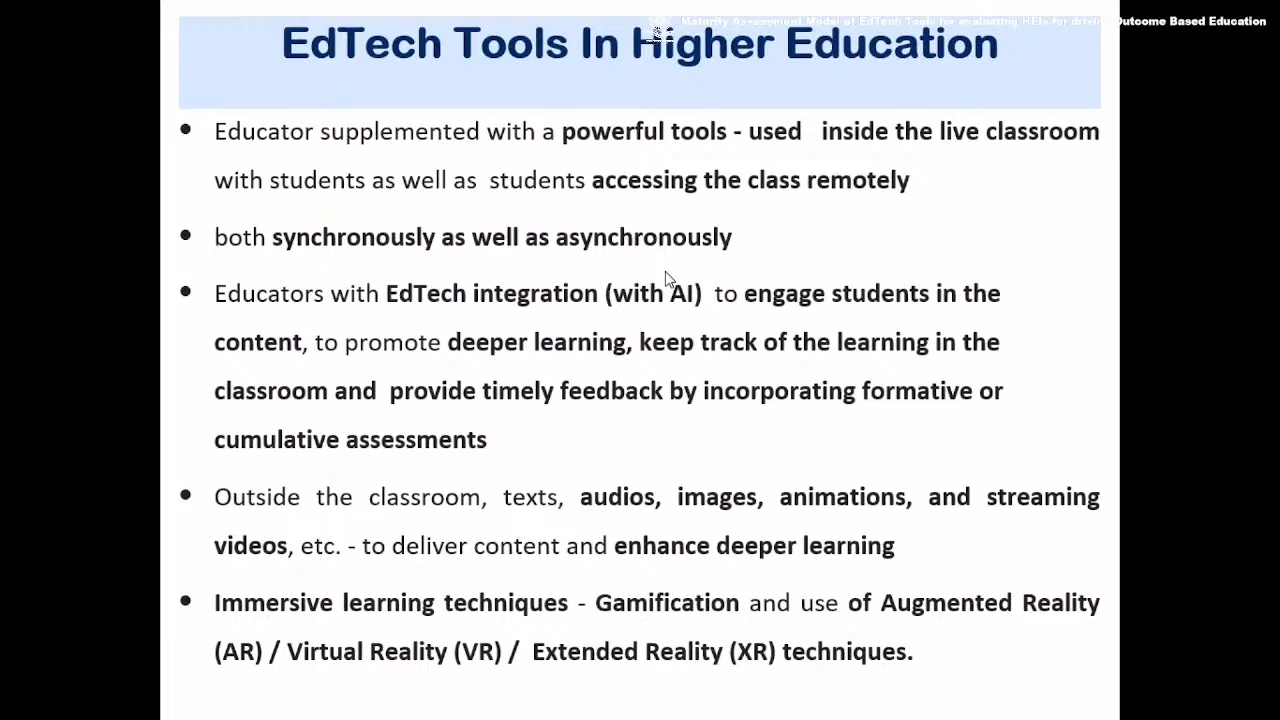 Maturity Assessment Model of EdTech Tools for evaluating HEIs for driving Outcome Based Education
EdTech Tools In Higher Education
• Educator supplemented with a powerful tools - used inside the live classroom
with students as well as students accessing the class remotely
• both synchronously as well as asynchronously
• Educators with EdTech integration (with AI) to engage students in the
content, to promote deeper learning, keep track of the learning in the
classroom and provide timely feedback by incorporating formative or
cumulative assessments
• Outside the classroom, texts, audios, images, animations, and streaming
videos, etc. - to deliver content and enhance deeper learning
• Immersive learning techniques - Gamification and use of Augmented Reality
(AR) / Virtual Reality (VR) / Extended Reality (XR) techniques.